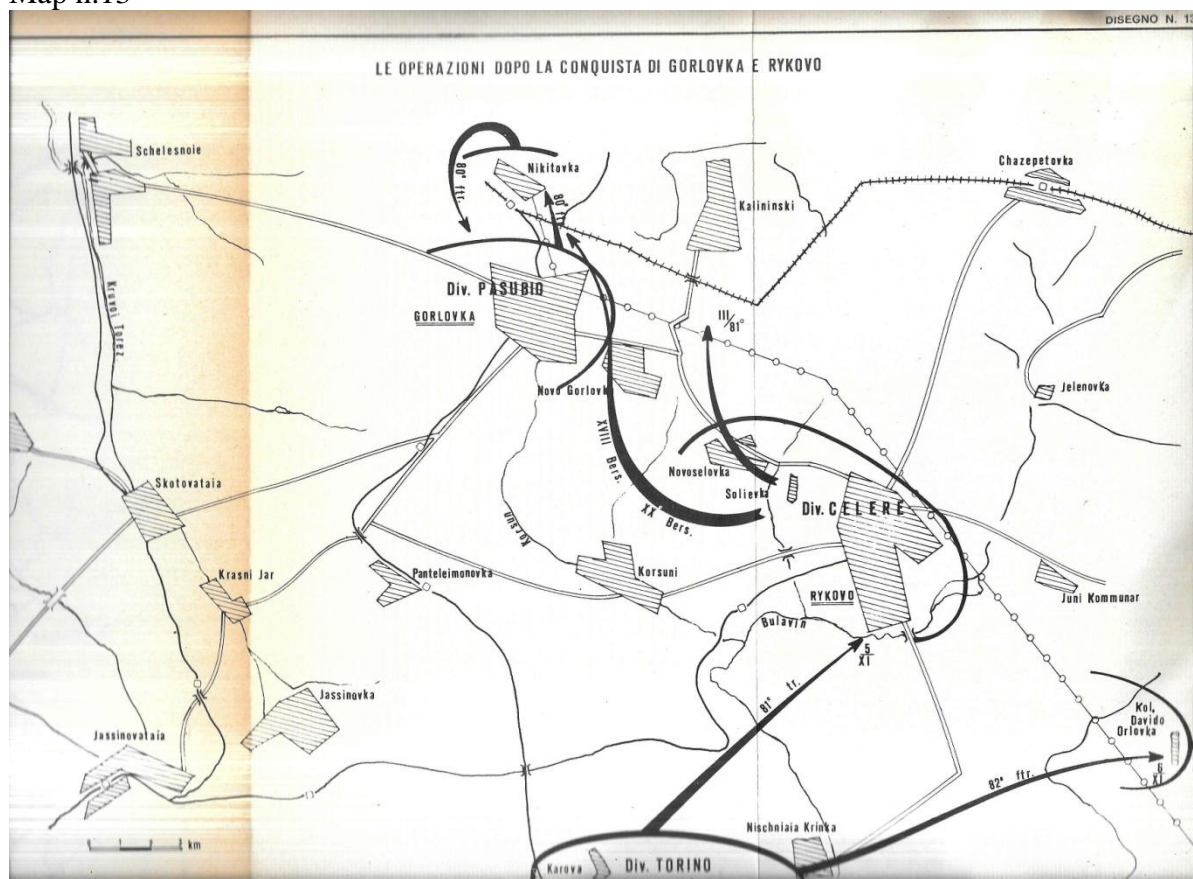 Map n.13
DISEGNO N. 13
LE OPERAZIONI DOPO LA CONQUISTA DI GORLOVKA E RYKOVO
Schelesnoie
Nikitovka
80° ftr.
80° ftr.
Kalininski
Chazepetovka
Kruvoi Torez.
Div. PASUBIO
GORLOVKA
III/81°
Novo Gorlovka
Jelenovka
XVIII Bers.
Novoselovka
Skotovataia
Solievka
Div. CELERE
XX Bers.
Korsun
Krasni Jar
Panteleimonovka
Korsuni
RYKOVO
Juni Kommunar
Bulavin
5
XI
Jassinovka
81° tr.
Kol.
Davido
Orlovka
Jassinovataia
6
XI
82° ftr.
Nischniaia Krinka
km
Karova
Div. TORINO